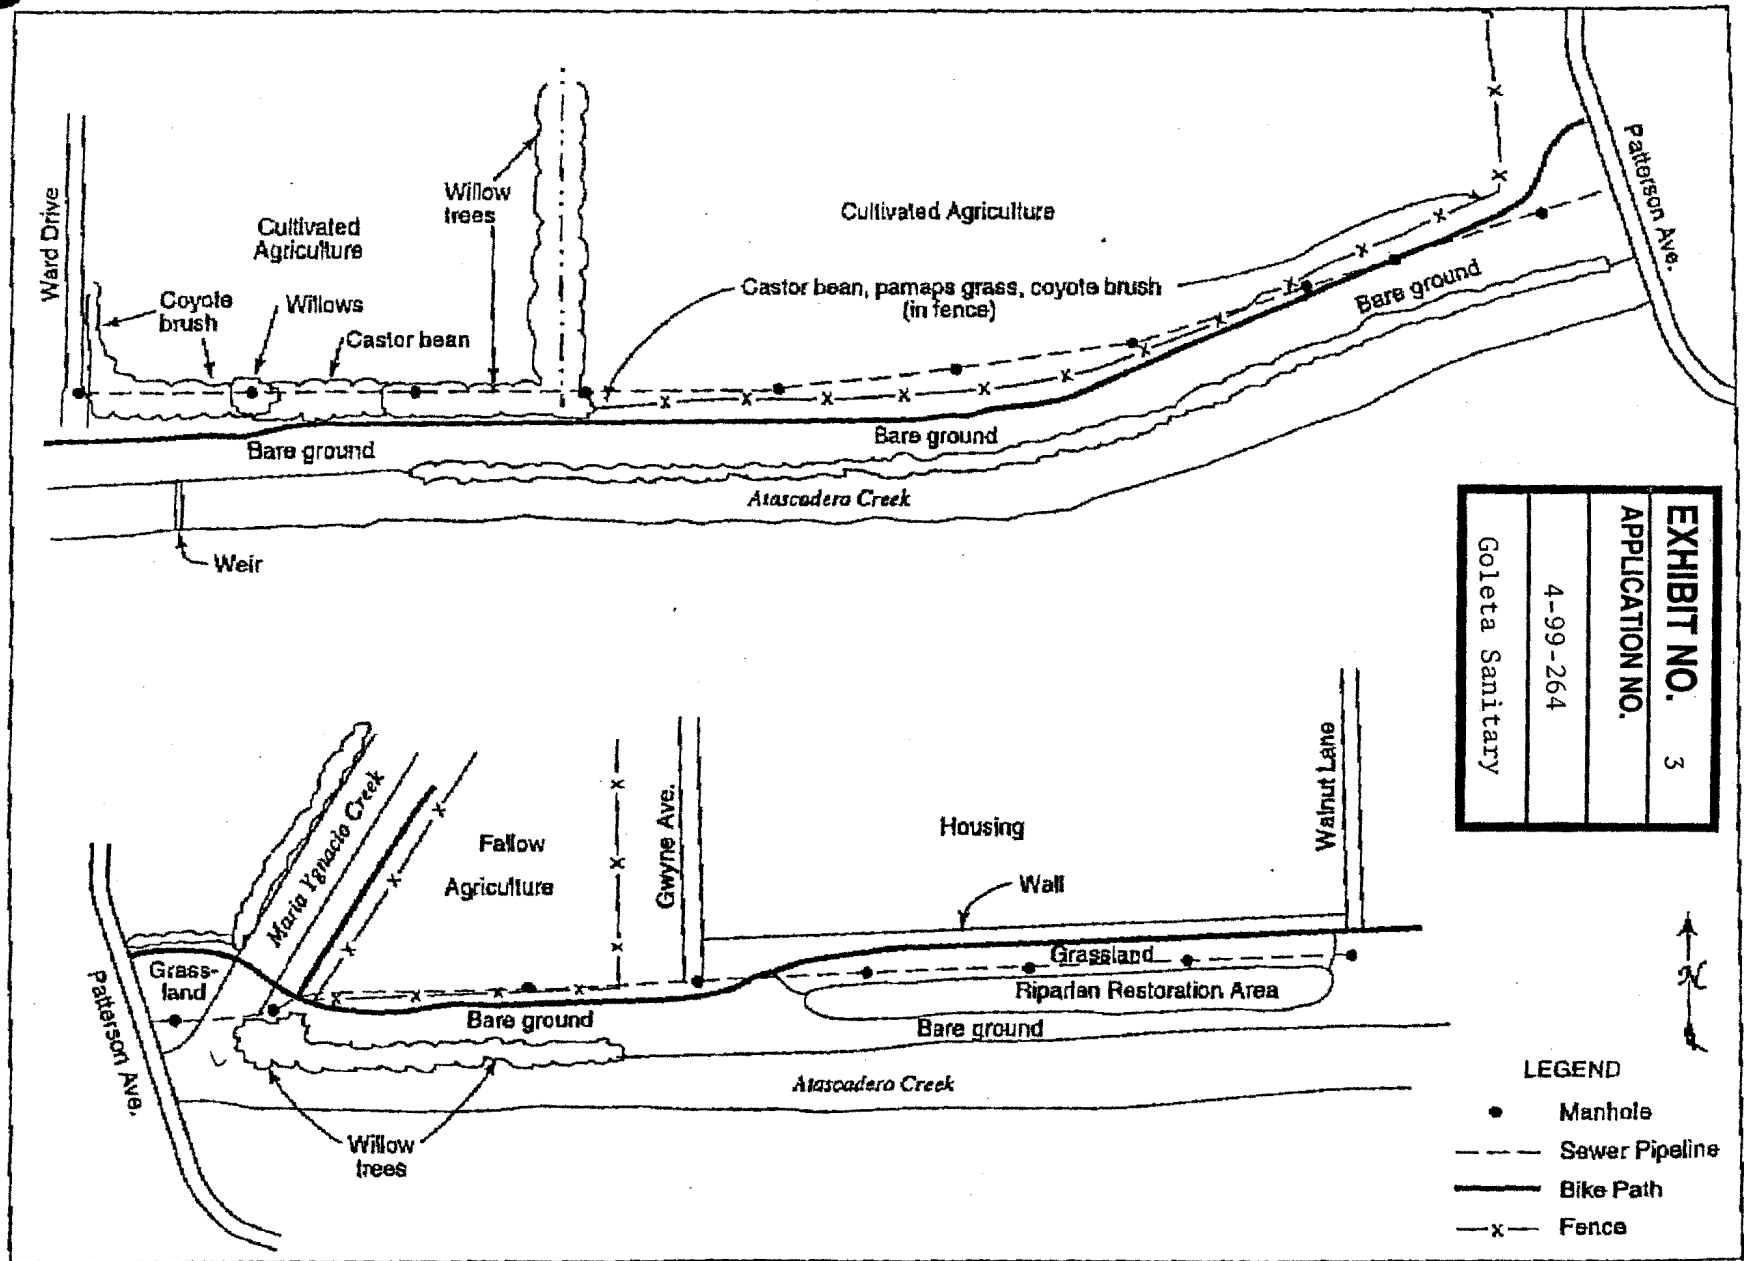 Ward Drive
Cultivated
Agriculture
Willow
trees
Coyote
brush
Willows
Castor bean
Cultivated Agriculture
Castor bean, pamaps grass, coyote brush
(in fence)
Patterson Ave.
Bare ground
Bare ground
Bare ground
Atascadero Creek
Weir
EXHIBIT NO. 3
APPLICATION NO.
4-99-264
Goleta Sanitary
Maria Ygnacio Creek
Fallow
Agriculture
Gwyne Ave.
Housing
Wall
Walnut Lane
Grass-
land
Patterson Ave.
Bare ground
Grassland
Riparian Restoration Area
Bare ground
Atascadero Creek
Willow
trees
N
LEGEND
Manhole
Sewer Pipeline
Bike Path
Fence